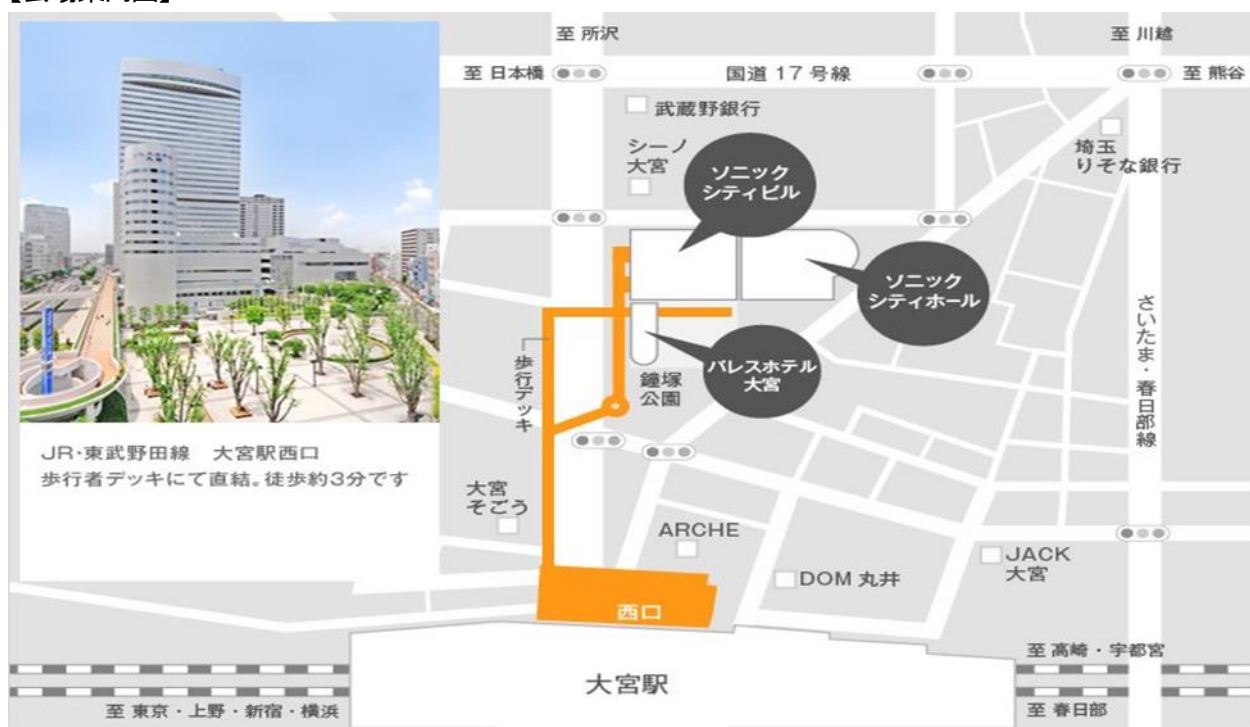 【会場案内図】
至 所沢
至 川越
至 日本橋
国道 17 号線
至 熊谷
武蔵野銀行
シーノ
大宮
ソニック
シティビル
埼玉
りそな銀行
ソニック
シティホール
さいたま・春日部線
パレスホテル
大宮
歩行デッキ
鐘塚
公園
JR・東武野田線 大宮駅西口
歩行者デッキにて直結。徒歩約3分です
大宮
そごう
ARCHE
JACK
大宮
DOM 丸井
西口
至 高崎・宇都宮
大宮駅
至 東京・上野・新宿・横浜
至 春日部